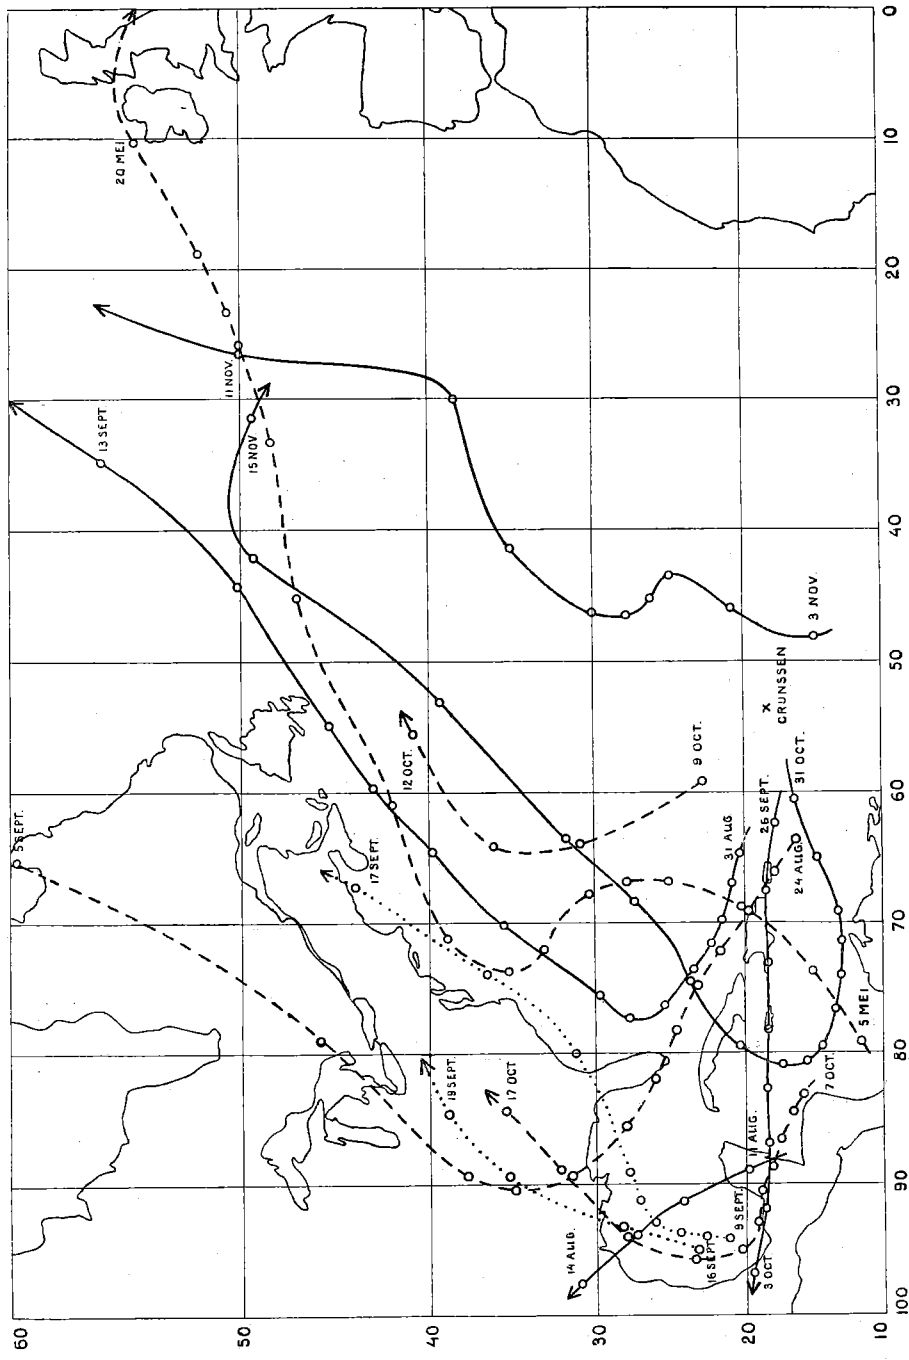 60
5 SEPT.
13 SEPT
20 MEI
11 NOV.
50
15 NOV
17 SEPT.
12 OCT.
40
19 SEPT.
17 OCT
14 AUG.
30
9 OCT.
16 SEPT
31 AUG
9 SEPT.
20
11 AUG.
26 SEPT.
3 OCT
x
CRUNSSEN
24 AUG.
31 OCT.
3 NOV
7 OCT.
5 MEI
10
100 90 80 70 60 50 40 30 20 10 0